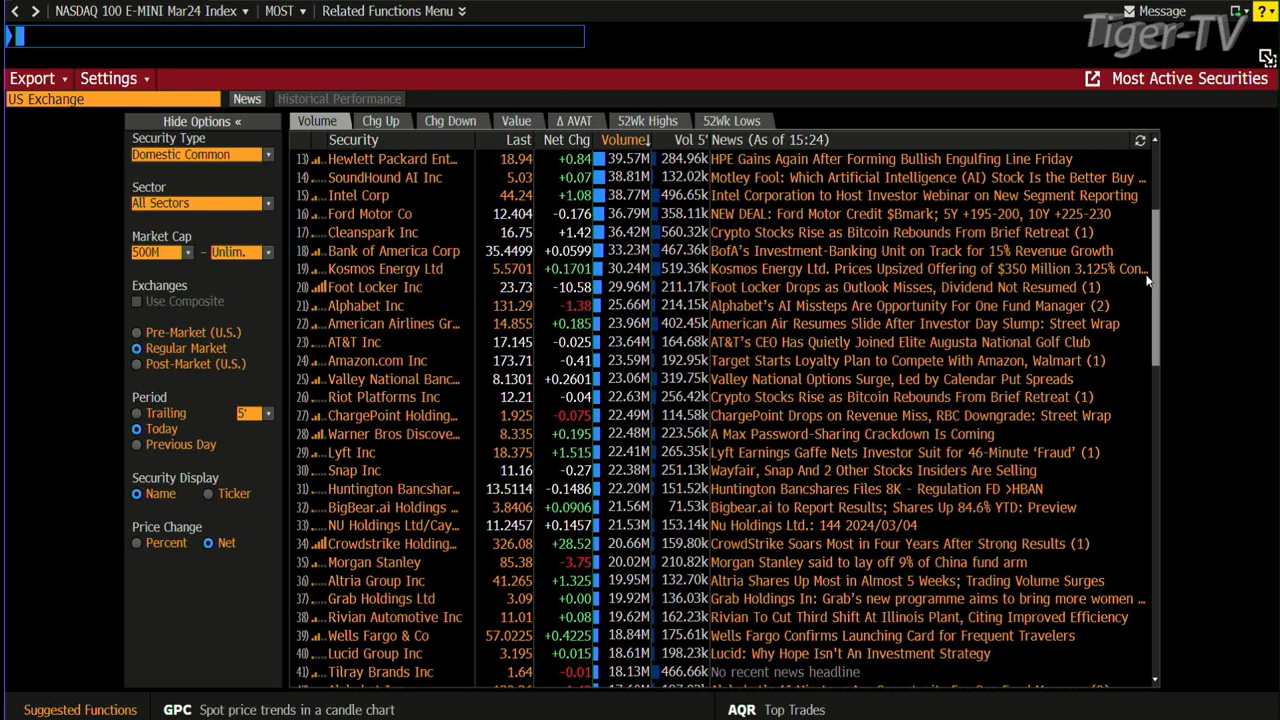 NASDAQ 100 E-MINI Mar24 Index MOST Related Functions Menu Message ?
Tiger-TV
Export Settings Most Active Securities
US Exchange News Historical Performance
Hide Options « Volume Chg Up Chg Down Value Δ AVAT 52Wk Highs 52Wk Lows
Security Type Security Last Net Chg Volume↓ Vol 5' News (As of 15:24)
Domestic Common
Sector
All Sectors
Market Cap
500M – Unlim.
Exchanges
Use Composite
Pre-Market (U.S.)
Regular Market
Post-Market (U.S.)
Period
Trailing 5'
Today
Previous Day
Security Display
Name Ticker
Price Change
Percent Net
13) Hewlett Packard Ent... 18.94 +0.84 39.57M 284.96k HPE Gains Again After Forming Bullish Engulfing Line Friday
14) SoundHound AI Inc 5.03 +0.07 38.81M 132.02k Motley Fool: Which Artificial Intelligence (AI) Stock Is the Better Buy ...
15) Intel Corp 44.24 +1.08 38.77M 496.65k Intel Corporation to Host Investor Webinar on New Segment Reporting
16) Ford Motor Co 12.404 -0.176 36.79M 358.11k NEW DEAL: Ford Motor Credit $Bmark; 5Y +195-200, 10Y +225-230
17) Cleanspark Inc 16.75 +1.42 36.42M 560.32k Crypto Stocks Rise as Bitcoin Rebounds From Brief Retreat (1)
18) Bank of America Corp 35.4499 +0.0599 33.23M 467.36k BofA's Investment-Banking Unit on Track for 15% Revenue Growth
19) Kosmos Energy Ltd 5.5701 +0.1701 30.24M 519.36k Kosmos Energy Ltd. Prices Upsized Offering of $350 Million 3.125% Con...
20) Foot Locker Inc 23.73 -10.58 29.96M 211.17k Foot Locker Drops as Outlook Misses, Dividend Not Resumed (1)
21) Alphabet Inc 131.29 -1.38 25.66M 214.15k Alphabet's AI Missteps Are Opportunity For One Fund Manager (2)
22) American Airlines Gr... 14.855 +0.185 23.96M 402.45k American Air Resumes Slide After Investor Day Slump: Street Wrap
23) AT&T Inc 17.145 -0.025 23.64M 164.68k AT&T's CEO Has Quietly Joined Elite Augusta National Golf Club
24) Amazon.com Inc 173.71 -0.41 23.59M 192.95k Target Starts Loyalty Plan to Compete With Amazon, Walmart (1)
25) Valley National Banc... 8.1301 +0.2601 23.06M 319.75k Valley National Options Surge, Led by Calendar Put Spreads
26) Riot Platforms Inc 12.21 -0.04 22.63M 256.42k Crypto Stocks Rise as Bitcoin Rebounds From Brief Retreat (1)
27) ChargePoint Holding... 1.925 -0.075 22.49M 114.58k ChargePoint Drops on Revenue Miss, RBC Downgrade: Street Wrap
28) Warner Bros Discove... 8.335 +0.195 22.48M 223.56k A Max Password-Sharing Crackdown Is Coming
29) Lyft Inc 18.375 +1.515 22.41M 265.35k Lyft Earnings Gaffe Nets Investor Suit for 46-Minute 'Fraud' (1)
30) Snap Inc 11.16 -0.27 22.38M 251.13k Wayfair, Snap And 2 Other Stocks Insiders Are Selling
31) Huntington Bancshar... 13.5114 -0.1486 22.20M 151.52k Huntington Bancshares Files 8K - Regulation FD >HBAN
32) BigBear.ai Holdings ... 3.8406 +0.0906 21.56M 71.53k Bigbear.ai to Report Results; Shares Up 84.6% YTD: Preview
33) NU Holdings Ltd/Cay... 11.2457 +0.1457 21.53M 153.14k Nu Holdings Ltd.: 144 2024/03/04
34) Crowdstrike Holding... 326.08 +28.52 20.66M 159.80k CrowdStrike Soars Most in Four Years After Strong Results (1)
35) Morgan Stanley 85.38 -3.75 20.02M 210.82k Morgan Stanley said to lay off 9% of China fund arm
36) Altria Group Inc 41.265 +1.325 19.95M 132.70k Altria Shares Up Most in Almost 5 Weeks; Trading Volume Surges
37) Grab Holdings Ltd 3.09 +0.00 19.92M 136.03k Grab Holdings In: Grab's new programme aims to bring more women ...
38) Rivian Automotive Inc 11.01 +0.08 19.62M 162.23k Rivian To Cut Third Shift At Illinois Plant, Citing Improved Efficiency
39) Wells Fargo & Co 57.0225 +0.4225 18.84M 175.61k Wells Fargo Confirms Launching Card for Frequent Travelers
40) Lucid Group Inc 3.195 +0.015 18.61M 198.23k Lucid: Why Hope Isn't An Investment Strategy
41) Tilray Brands Inc 1.64 -0.01 18.13M 466.66k No recent news headline
Suggested Functions GPC Spot price trends in a candle chart AQR Top Trades